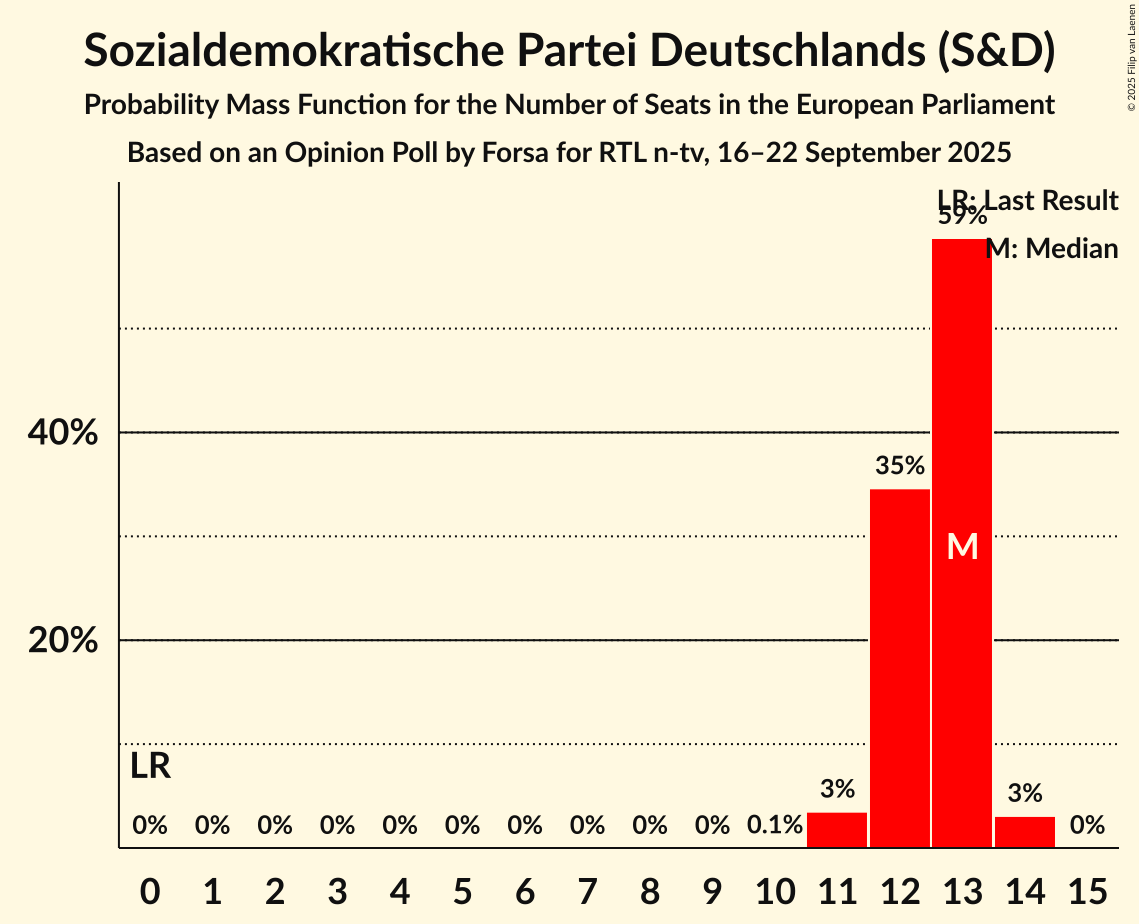 Sozialdemokratische Partei Deutschlands (S&D)
Probability Mass Function for the Number of Seats in the European Parliament
Based on an Opinion Poll by Forsa for RTL n-tv, 16–22 September 2025
© 2025 Filip van Laenen
LR: Last Result
59%
M: Median
40%
35%
M
20%
LR
3%
3%
0% 0% 0% 0% 0% 0% 0% 0% 0% 0% 0.1% 0%
0 1 2 3 4 5 6 7 8 9 10 11 12 13 14 15